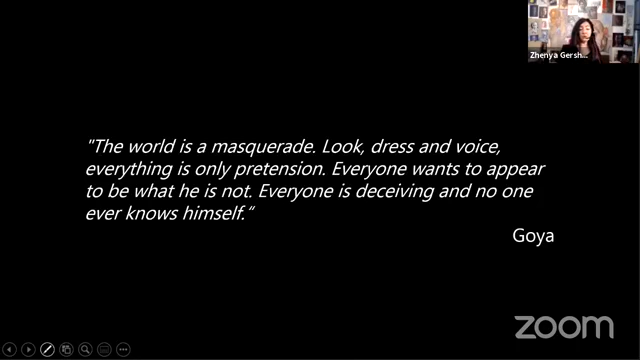 Zhenya Gersh...
"The world is a masquerade. Look, dress and voice,
everything is only pretension. Everyone wants to appear
to be what he is not. Everyone is deceiving and no one
ever knows himself.“
Goya
zoom